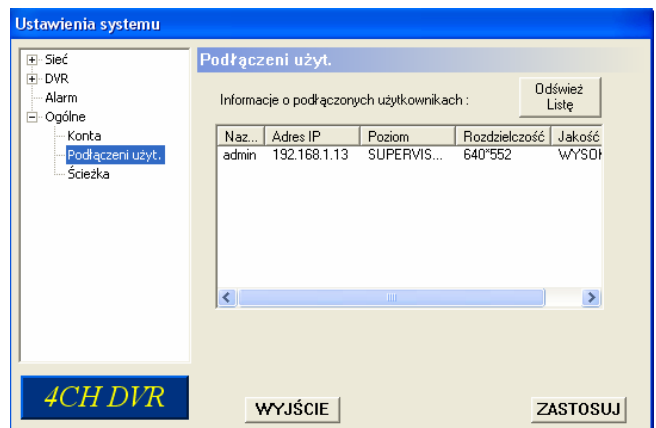 Ustawienia systemu
Sieć
DVR
Alarm
Ogólne
Konta
Podłączeni użyt.
Ścieżka
Podłączeni użyt.
Informacje o podłączonych użytkownikach :
Odśwież
Listę
Naz... Adres IP Poziom Rozdzielczość Jakość
admin 192.168.1.13 SUPERVIS... 640*552 WYSOK
4CH DVR
WYJŚCIE
ZASTOSUJ